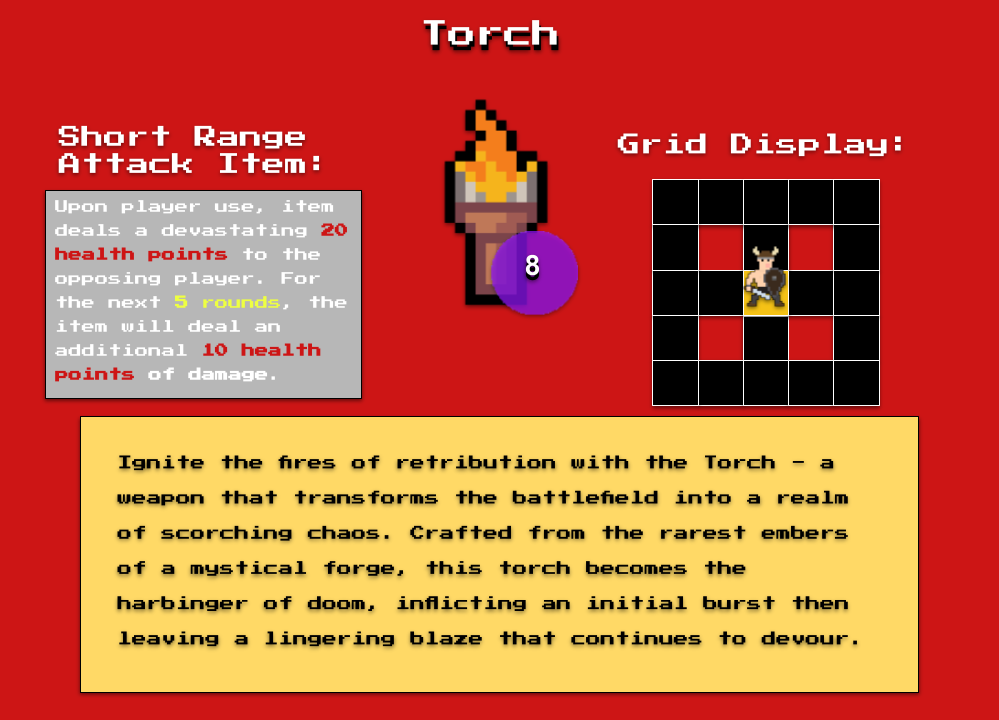 Torch
Short Range
Attack Item:
Upon player use, item
deals a devastating 20
health points to the
opposing player. For
the next 5 rounds, the
item will deal an
additional 10 health
points of damage.
8
Grid Display:
Ignite the fires of retribution with the Torch - a
weapon that transforms the battlefield into a realm
of scorching chaos. Crafted from the rarest embers
of a mystical forge, this torch becomes the
harbinger of doom, inflicting an initial burst then
leaving a lingering blaze that continues to devour.